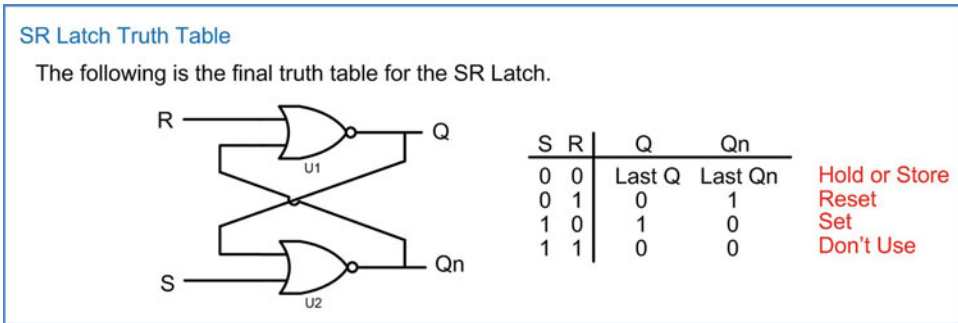 SR Latch Truth Table
The following is the final truth table for the SR Latch.
R
Q
U1
S
Qn
U2
S R Q Qn
0 0 Last Q Last Qn Hold or Store
0 1 0 1 Reset
1 0 1 0 Set
1 1 0 0 Don't Use